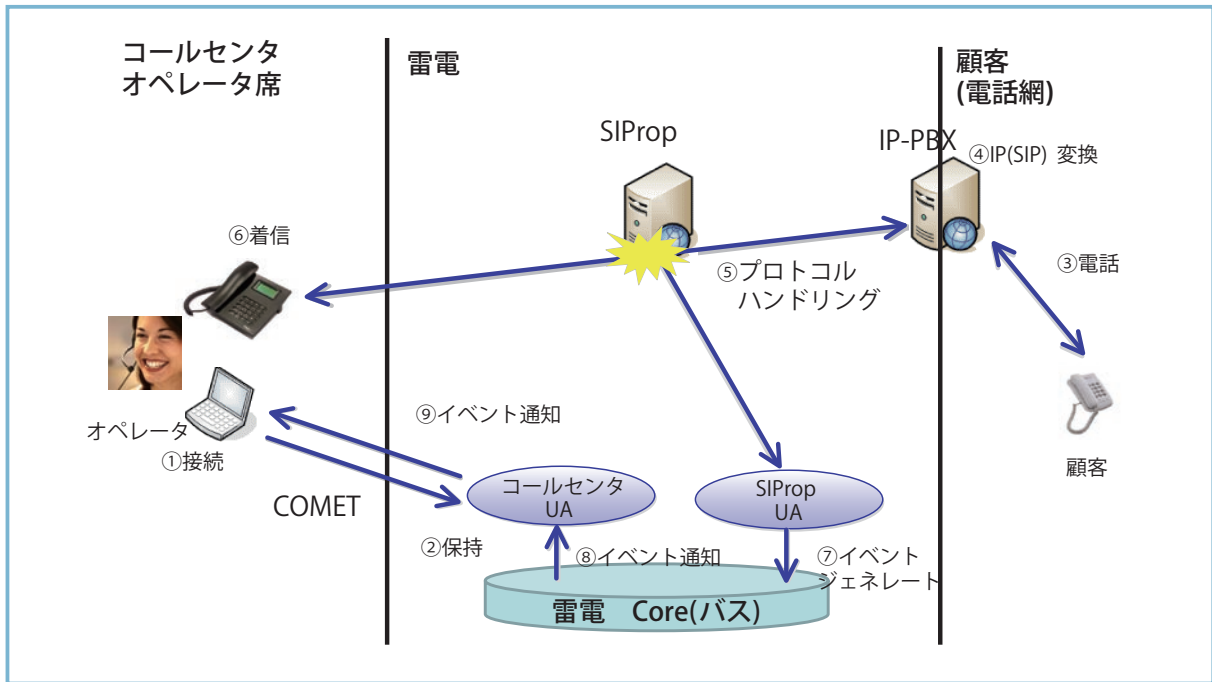 コールセンタ
オペレータ席
雷電
顧客
(電話網)
SIProp
IP-PBX
④IP(SIP) 変換
⑥着信
③電話
⑤プロトコル
ハンドリング
オペレータ
①接続
⑨イベント通知
顧客
COMET
コールセンタ
UA
SIProp
UA
②保持
⑧イベント通知
⑦イベント
ジェネレート
雷電 Core(バス)